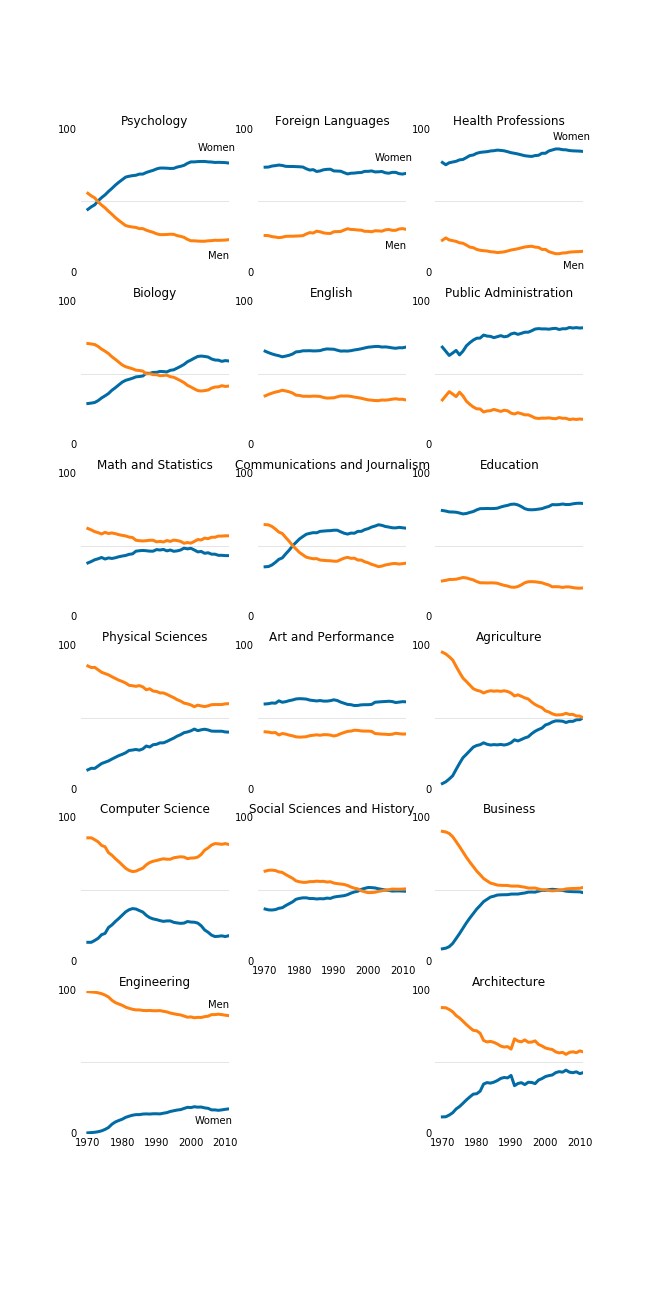 Psychology
Foreign Languages
Health Professions
100
100
100
Women
Women
Women
Men
Men
Men
0
0
0
Biology
English
Public Administration
100
100
100
0
0
0
Math and Statistics
Communications and Journalism
Education
100
100
100
0
0
0
Physical Sciences
Art and Performance
Agriculture
100
100
100
0
0
0
Computer Science
Social Sciences and History
Business
100
100
100
0
0
0
1970 1980 1990 2000 2010
Engineering
Architecture
100
100
Men
Women
0
0
1970 1980 1990 2000 2010
1970 1980 1990 2000 2010